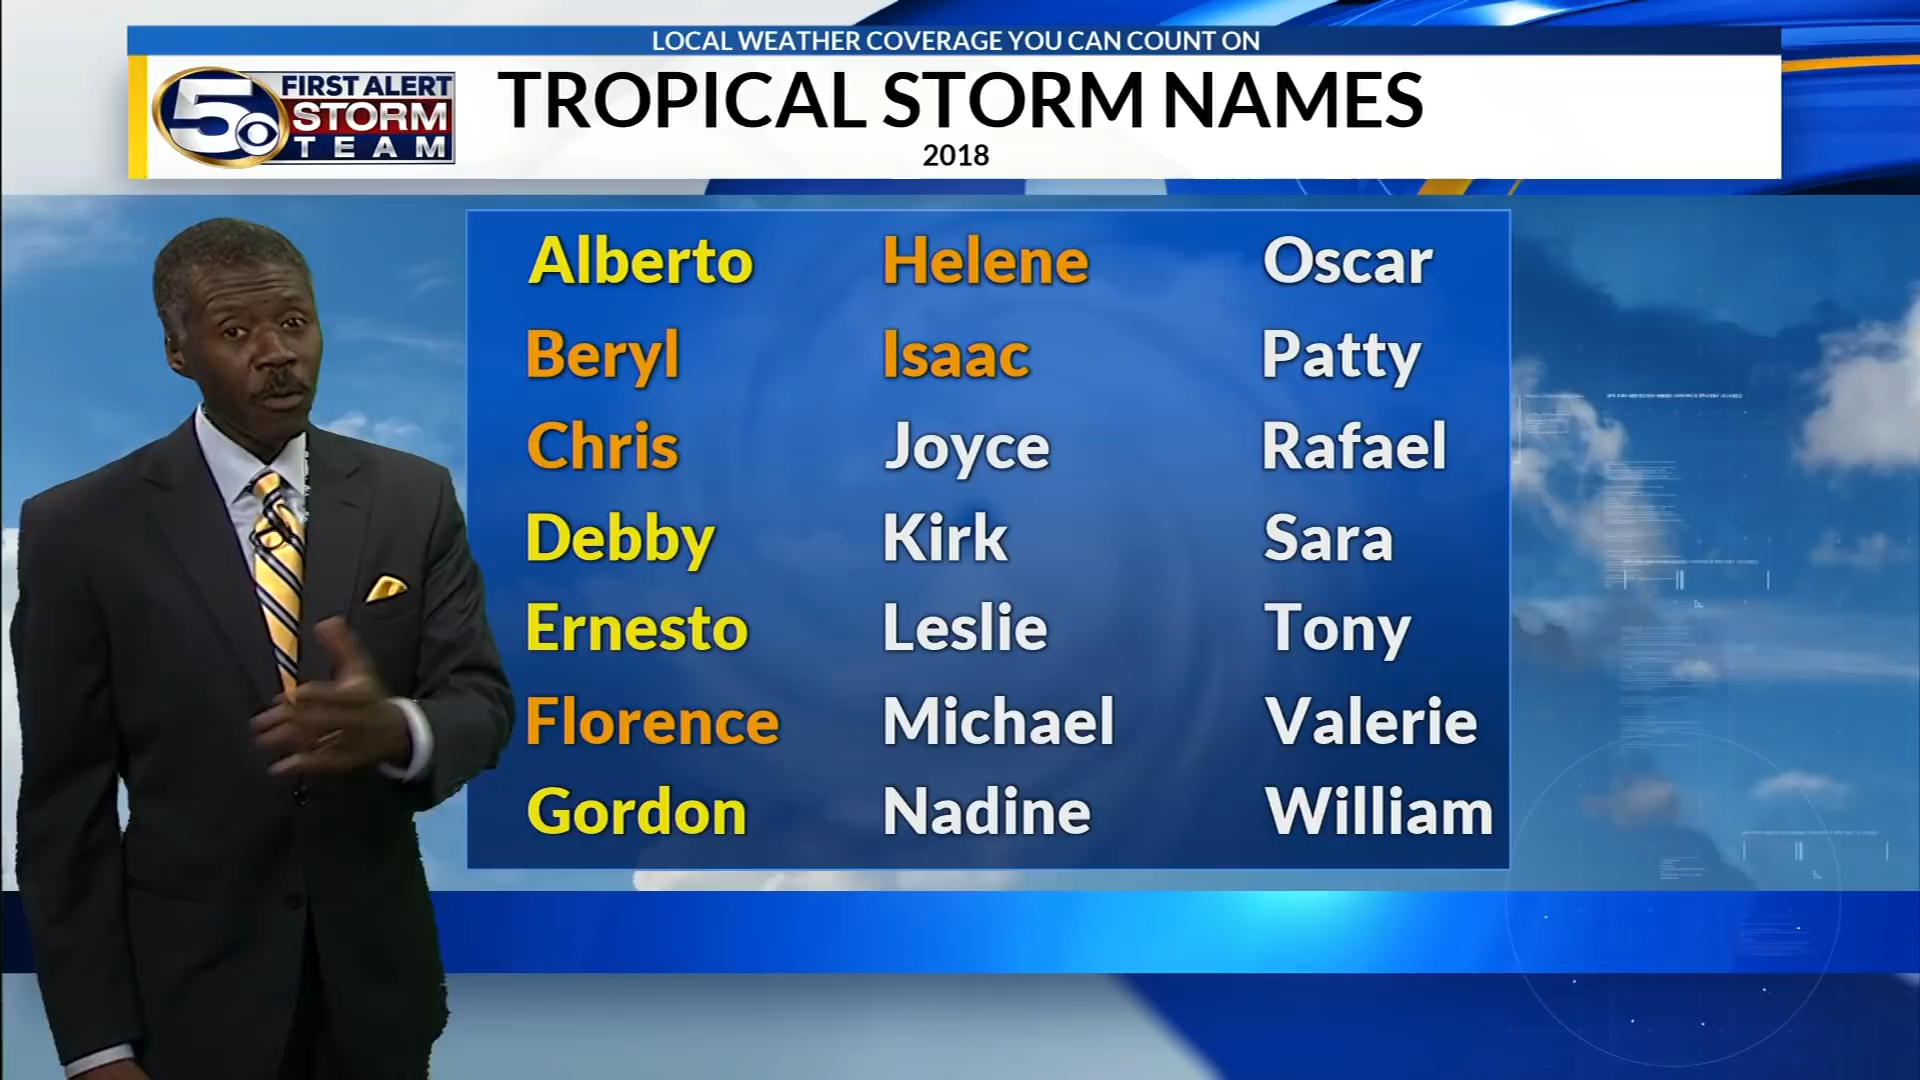 LOCAL WEATHER COVERAGE YOU CAN COUNT ON
5 FIRST ALERT
STORM
TEAM
TROPICAL STORM NAMES
2018
Alberto
Beryl
Chris
Debby
Ernesto
Florence
Gordon
Helene
Isaac
Joyce
Kirk
Leslie
Michael
Nadine
Oscar
Patty
Rafael
Sara
Tony
Valerie
William